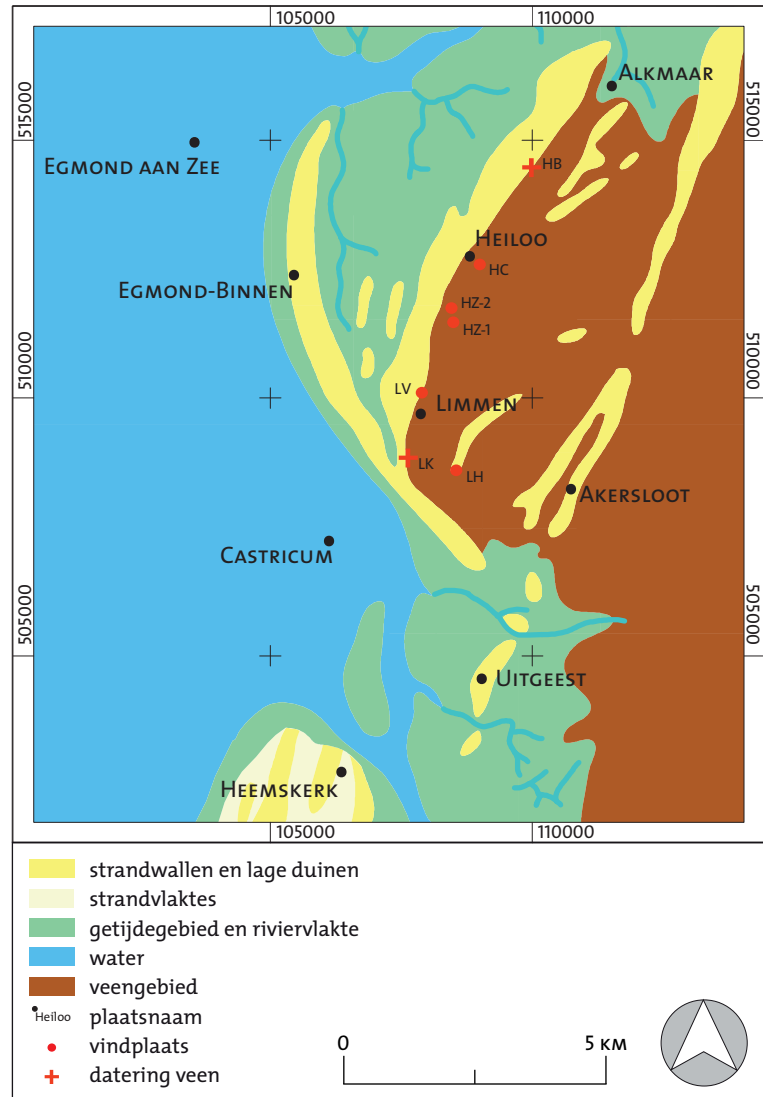 105000
110000
515000
515000
ALKMAAR
EGMOND AAN ZEE
HB
HEILOO
HC
EGMOND-BINNEN
HZ-2
HZ-1
510000
510000
LV
LIMMEN
LK
LH
AKERSLOOT
CASTRICUM
505000
505000
UITGEEST
HEEMSKERK
105000
110000
strandwallen en lage duinen
strandvlaktes
getijdegebied en riviervlakte
water
veengebied
Heiloo plaatsnaam
vindplaats
datering veen
0
5 KM